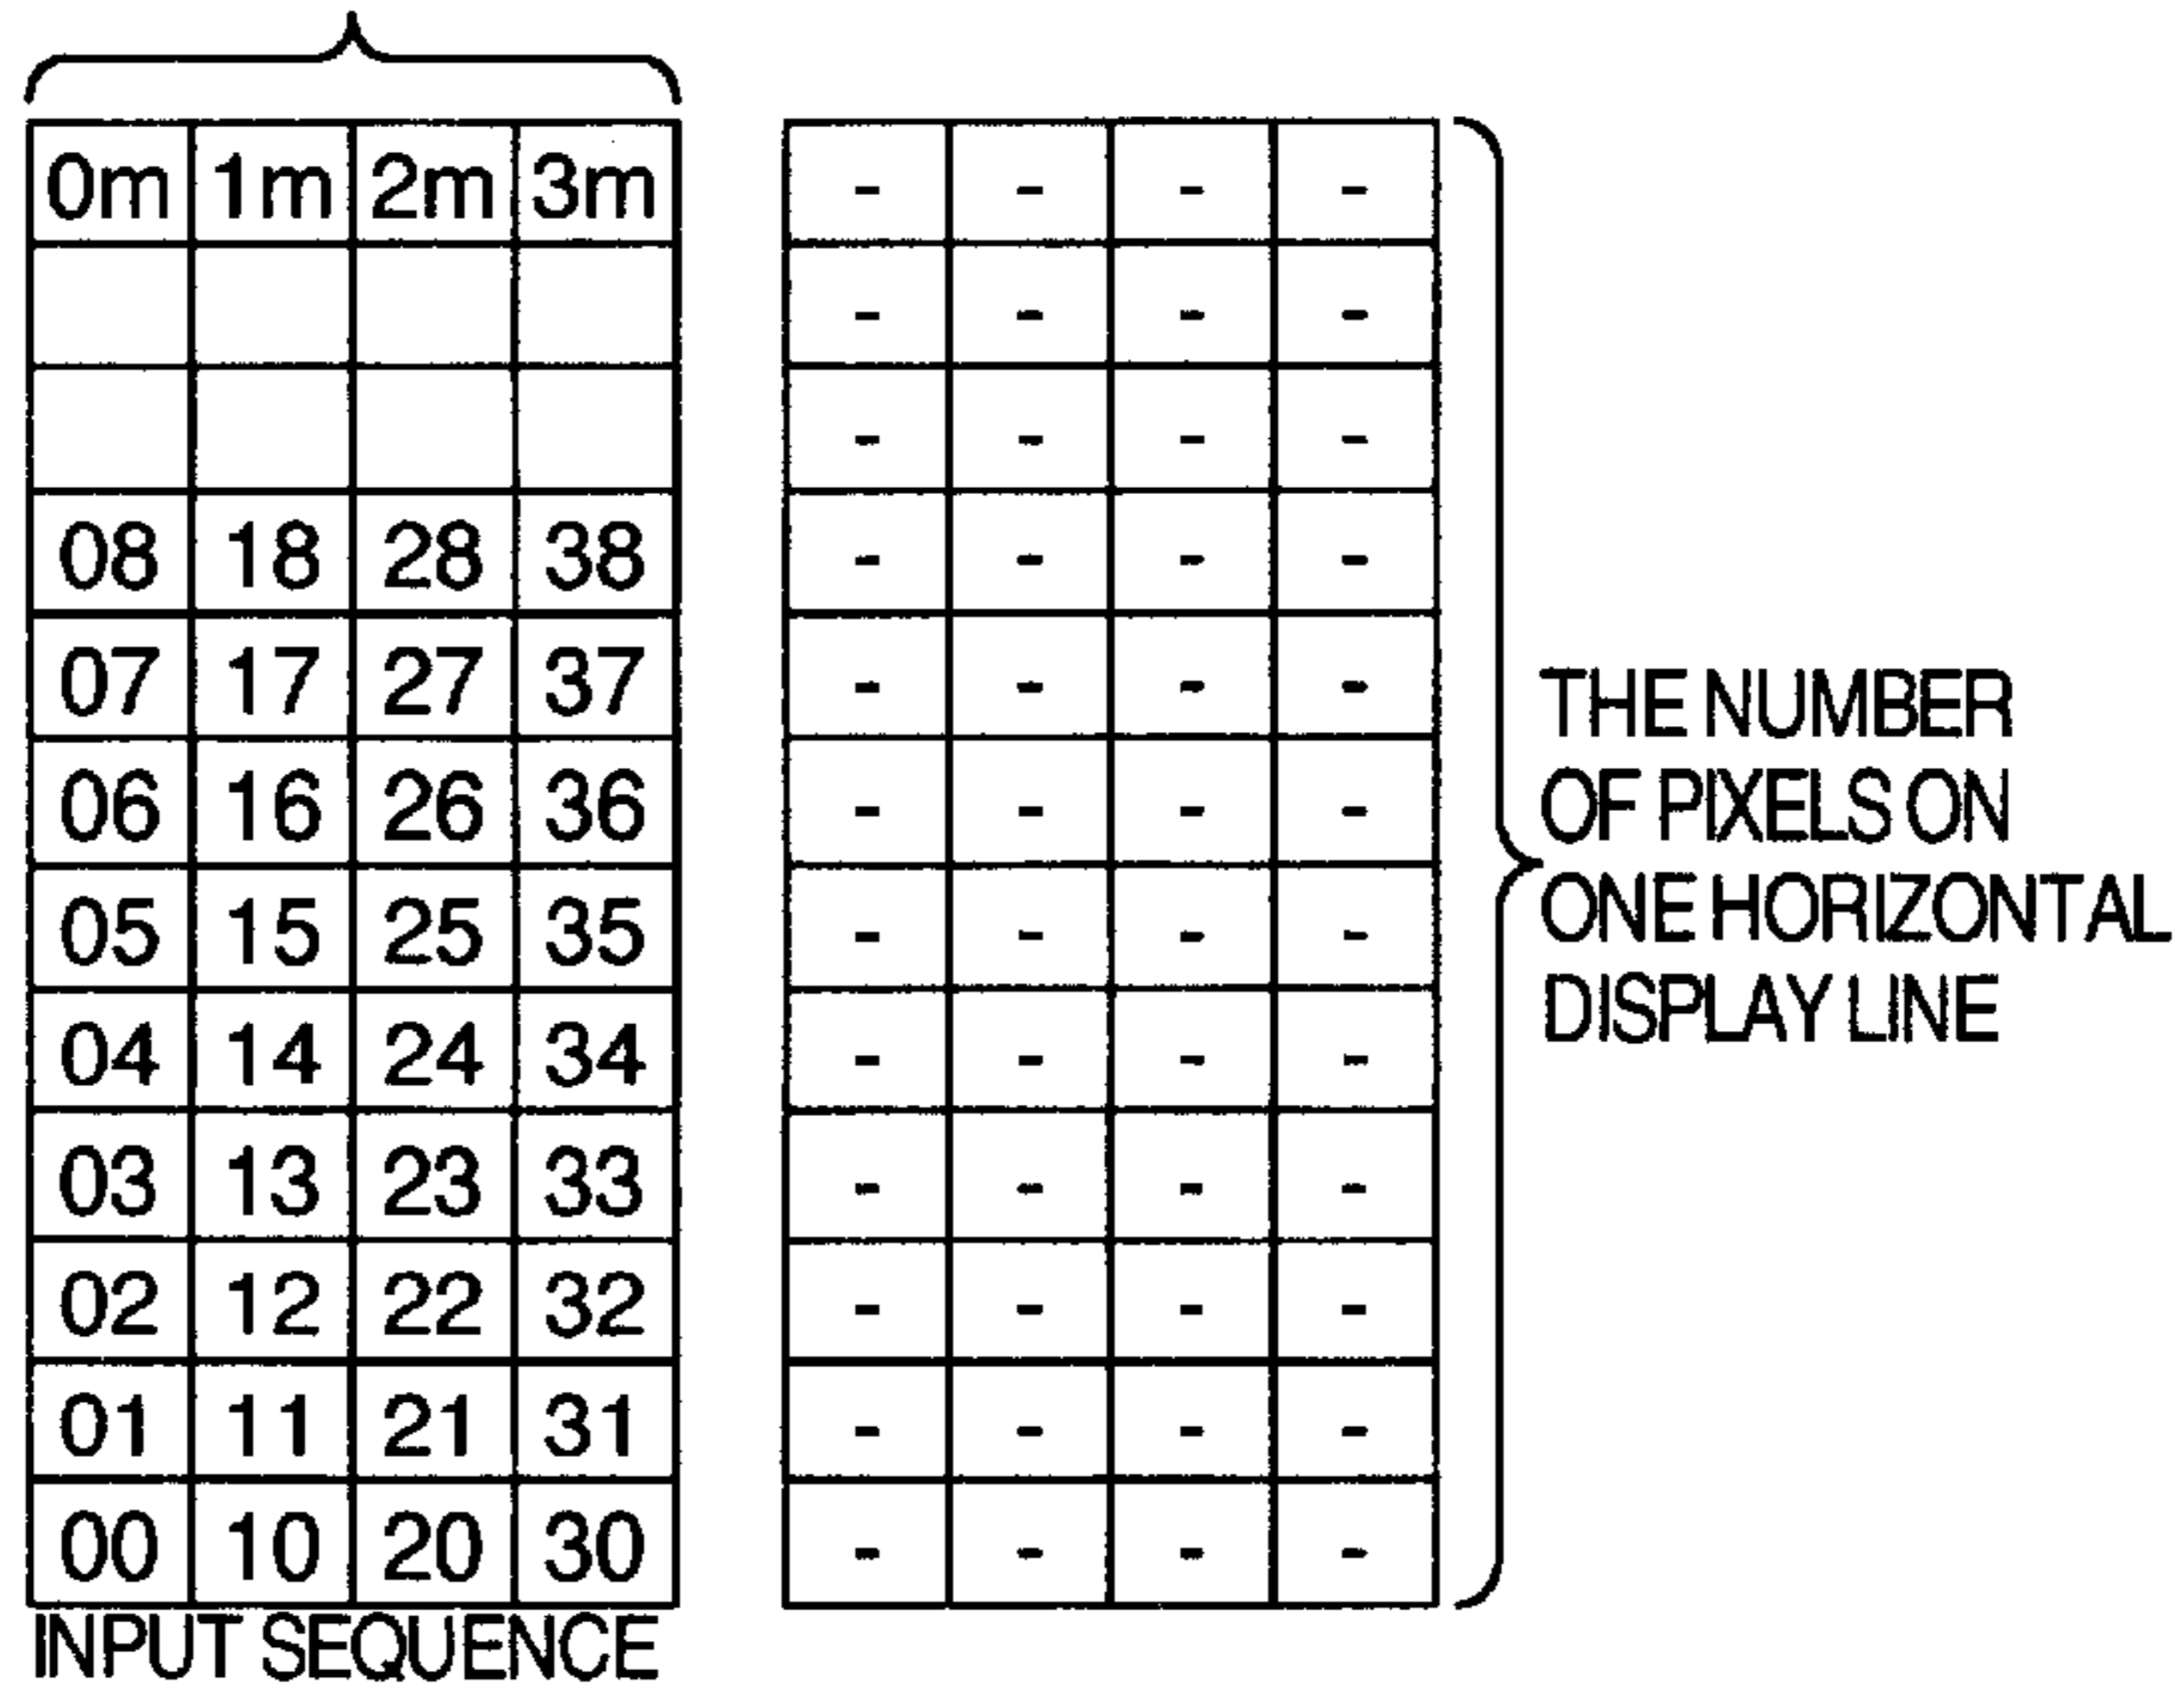 0m 1m 2m 3m - - - -
- - - -
- - - -
08 18 28 38 - - - -
07 17 27 37 - - - -
06 16 26 36 - - - -
05 15 25 35 - - - -
04 14 24 34 - - - -
03 13 23 33 - - - -
02 12 22 32 - - - -
01 11 21 31 - - - -
00 10 20 30 - - - -
INPUT SEQUENCE
THE NUMBER
OF PIXELS ON
ONE HORIZONTAL
DISPLAY LINE